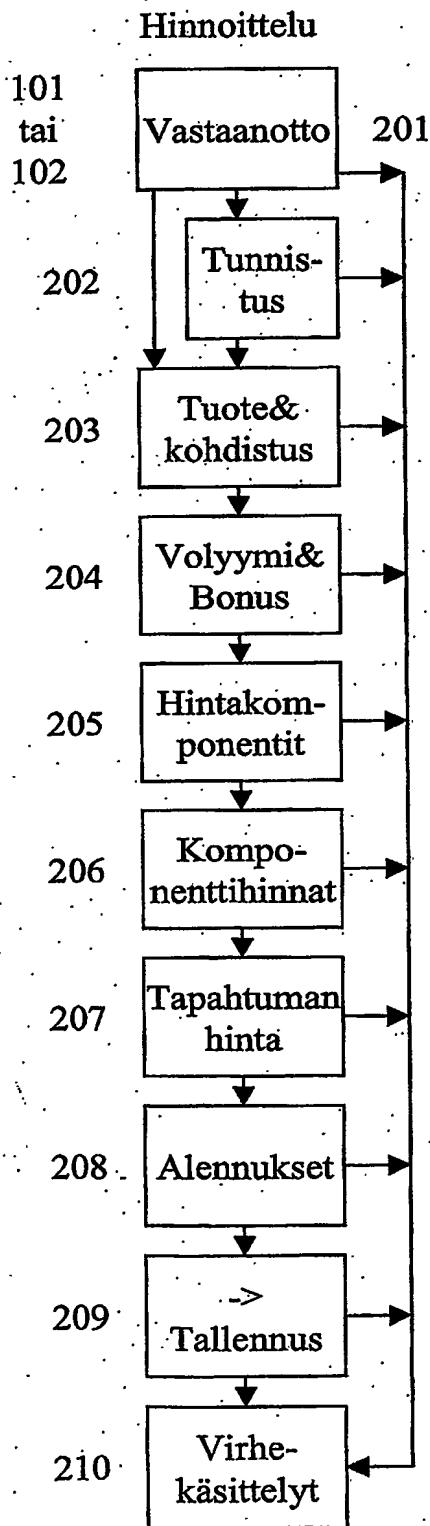 Hinnoittelu
101
tai
102
Vastaanotto
201
202
Tunnis-
tus
203
Tuote&
kohdistus
204
Volyymi&
Bonus
205
Hintakom-
ponentit
206
Kompo-
nenttihinnat
207
Tapahtuman
hinta
208
Alennukset
209
->
Tallennus
210
Virhe-
käsittelyt